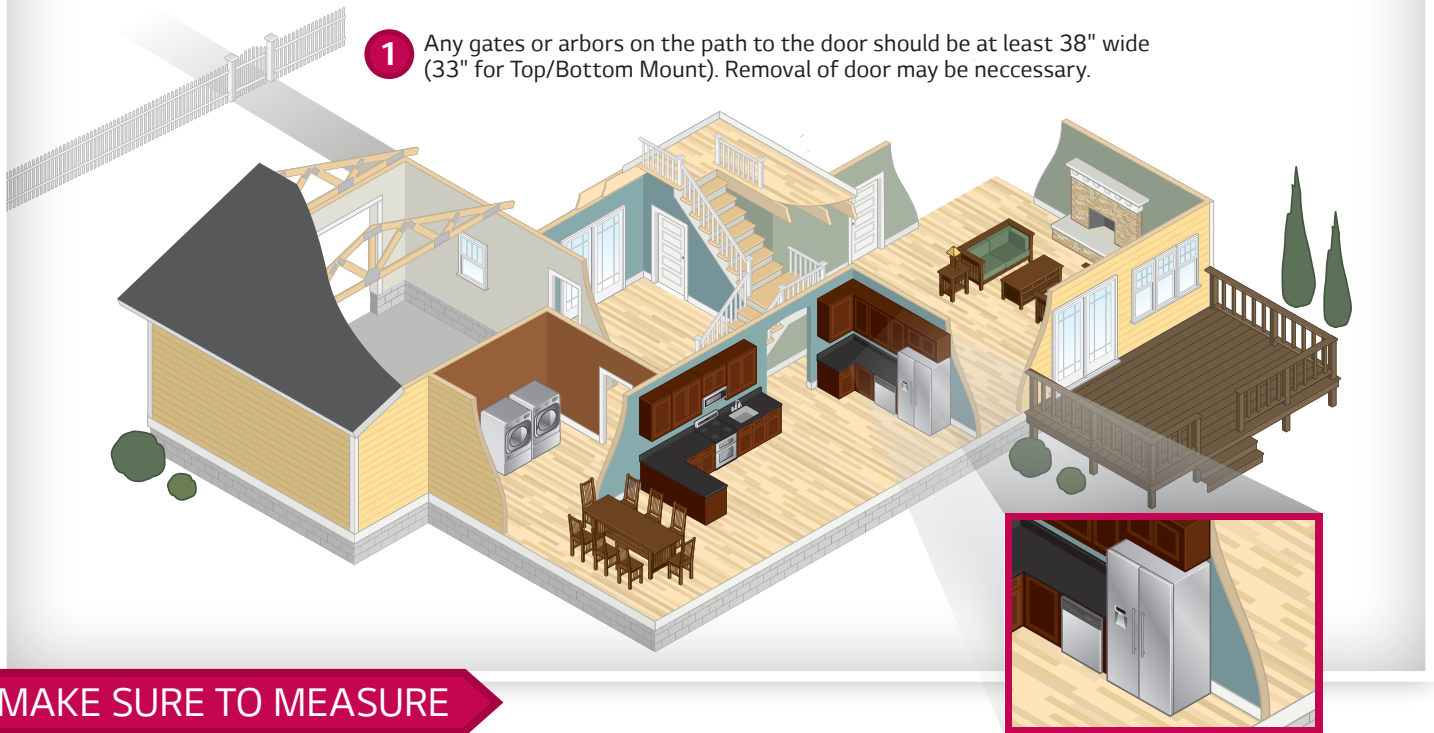 1
Any gates or arbors on the path to the door should be at least 38" wide
(33" for Top/Bottom Mount). Removal of door may be neccessary.
MAKE SURE TO MEASURE